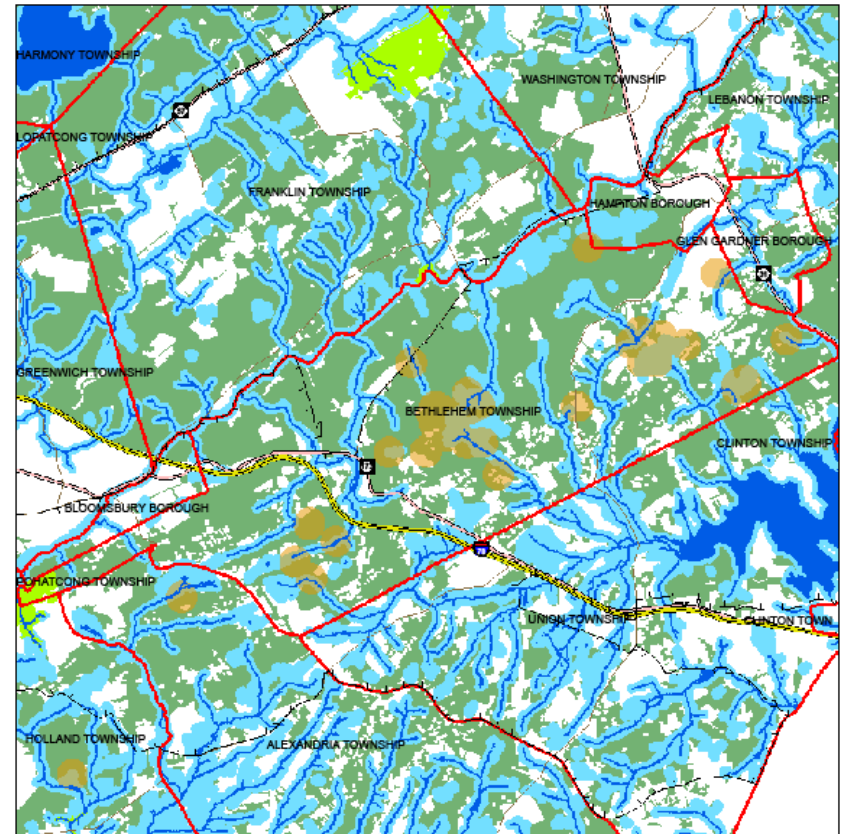 HARMONY TOWNSHIP
WASHINGTON TOWNSHIP
LEBANON TOWNSHIP
LOPATCONG TOWNSHIP
FRANKLIN TOWNSHIP
HAMPTON BOROUGH
GLEN GARDNER BOROUGH
GREENWICH TOWNSHIP
BETHLEHEM TOWNSHIP
CLINTON TOWNSHIP
BLOOMSBURY BOROUGH
78
POHATCONG TOWNSHIP
UNION TOWNSHIP
CLINTON TOWN
HOLLAND TOWNSHIP
ALEXANDRIA TOWNSHIP